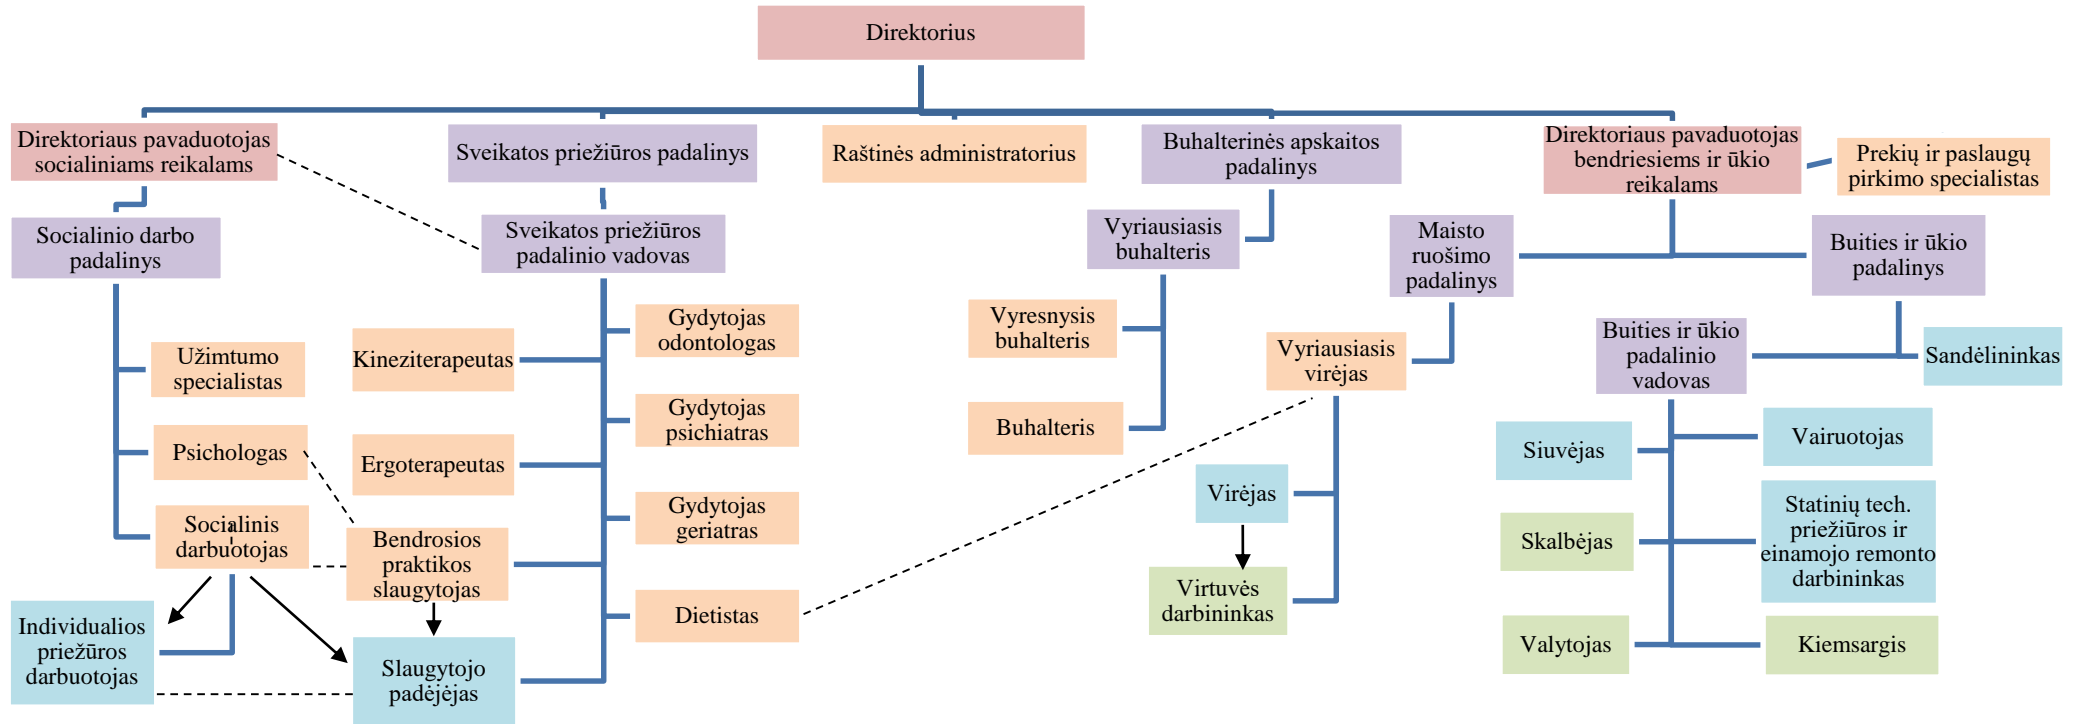 Direktorius
Direktoriaus pavaduotojas
socialiniams reikalams
Sveikatos priežiūros padalinys
Raštinės administratorius
Buhalterinės apskaitos
padalinys
Direktoriaus pavaduotojas
bendriesiems ir ūkio
reikalams
Prekių ir paslaugų
pirkimo specialistas
Socialinio darbo
padalinys
Sveikatos priežiūros
padalinio vadovas
Vyriausiasis
buhalteris
Maisto
ruošimo
padalinys
Buities ir ūkio
padalinys
Užimtumo
specialistas
Kineziterapeutas
Gydytojas
odontologas
Vyresnysis
buhalteris
Vyriausiasis
virėjas
Buities ir ūkio
padalinio
vadovas
Sandėlininkas
Psichologas
Ergoterapeutas
Gydytojas
psichiatras
Buhalteris
Siuvėjas
Vairuotojas
Socialinis
darbuotojas
Bendrosios
praktikos
slaugytojas
Gydytojas
geriatras
Virėjas
Skalbėjas
Statinių tech.
priežiūros ir
einamojo remonto
darbininkas
Individualios
priežūros
darbuotojas
Slaugytojo
padėjėjas
Dietistas
Virtuvės
darbininkas
Valytojas
Kiemsargis